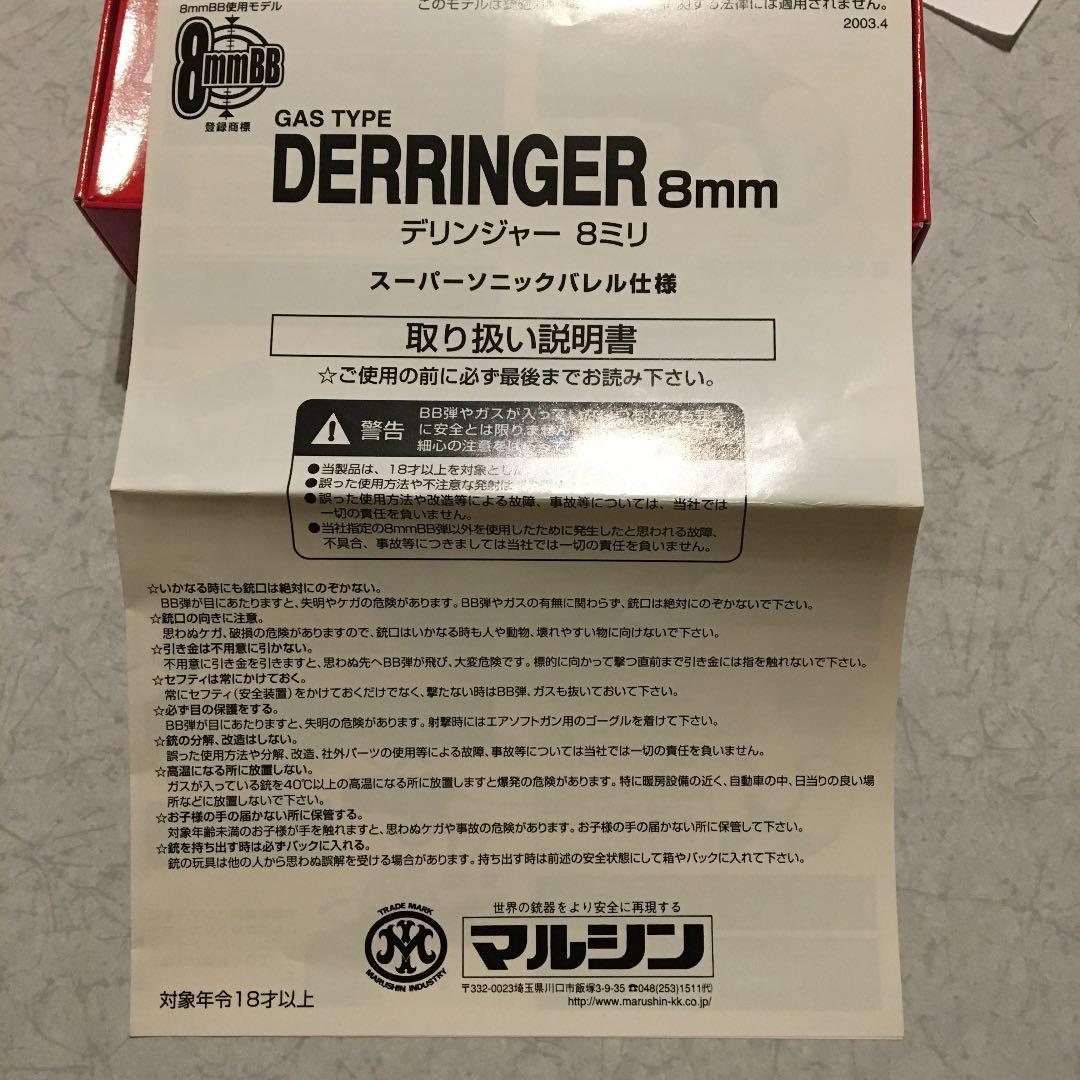 8mmBB使用モデル
このモデルは
する法律には適用されません。
2003.4
8mmBB
登録商標
GAS TYPE
DERRINGER 8mm
デリンジャー 8ミリ
スーパーソニックバレル仕様
取り扱い説明書
☆ご使用の前に必ず最後までお読み下さい。
警告
BB弾やガスが入って
に安全とは限りません
細心の注意を
●当製品は、18才以上を対象とし
●誤った使用方法や不注意な発射は
●誤った使用方法や改造等による故障、事故等については、当社では
一切の責任を負いません。
●当社指定の8mmBB弾以外を使用したために発生したと思われる故障、
不具合、事故等につきましては当社では一切の責任を負いません。
☆いかなる時にも銃口は絶対にのぞかない。
BB弾が目にあたりますと、失明やケガの危険があります。BB弾やガスの有無に関わらず、銃口は絶対にのぞかないで下さい。
☆銃口の向きに注意。
思わぬケガ、破損の危険がありますので、銃口はいかなる時も人や動物、壊れやすい物に向けないで下さい。
☆引き金は不用意に引かない。
不用意に引き金を引きますと、思わぬ先へBB弾が飛び、大変危険です。標的に向かって撃つ直前まで引き金には指を触れないで下さい。
☆セフティは常にかけておく。
常にセフティ(安全装置)をかけておくだけでなく、撃たない時はBB弾、ガスも抜いておいて下さい。
☆必ず目の保護をする。
BB弾が目にあたりますと、失明の危険があります。射撃時にはエアソフトガン用のゴーグルを着けて下さい。
☆銃の分解、改造はしない。
誤った使用方法や分解、改造、社外パーツの使用等による故障、事故等については当社では一切の責任を負いません。
☆高温になる所に放置しない。
ガスが入っている銃を40℃以上の高温になる所に放置しますと爆発の危険があります。特に暖房設備の近く、自動車の中、日当りの良い場
所などに放置しないで下さい。
☆お子様の手の届かない所に保管する。
対象年齢未満のお子様が手を触れますと、思わぬケガや事故の危険があります。お子様の手の届かない所に保管して下さい。
☆銃を持ち出す時は必ずバックに入れる。
銃の玩具は他の人から思わぬ誤解を受ける場合があります。持ち出す時は前述の安全状態にして箱やバックに入れて下さい。
TRADE MARK
MARUSHIN INDUSTRY
世界の銃器をより安全に再現する
マルシン
〒332-0023埼玉県川口市飯塚3-9-35 ☎048(253)1511(代)
http://www.marushin-kk.co.jp/
対象年令18才以上